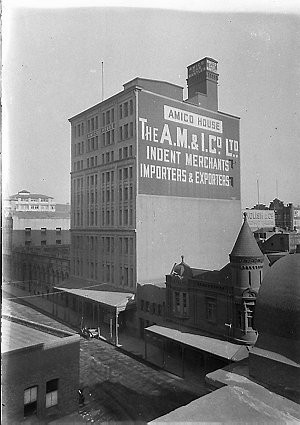 AMICO HOUSE
THE A.M. & I. CO. LTD.
INDENT MERCHANTS
IMPORTERS & EXPORTERS